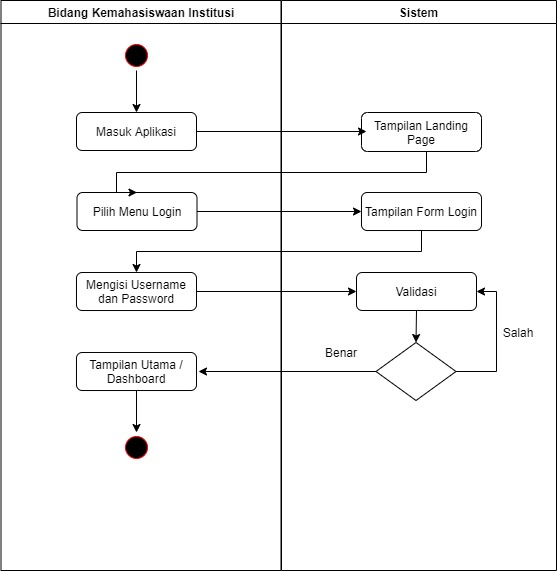 Bidang Kemahasiswaan Institusi
Sistem
Masuk Aplikasi
Tampilan Landing
Page
Pilih Menu Login
Tampilan Form Login
Mengisi Username
dan Password
Validasi
Salah
Benar
Tampilan Utama /
Dashboard